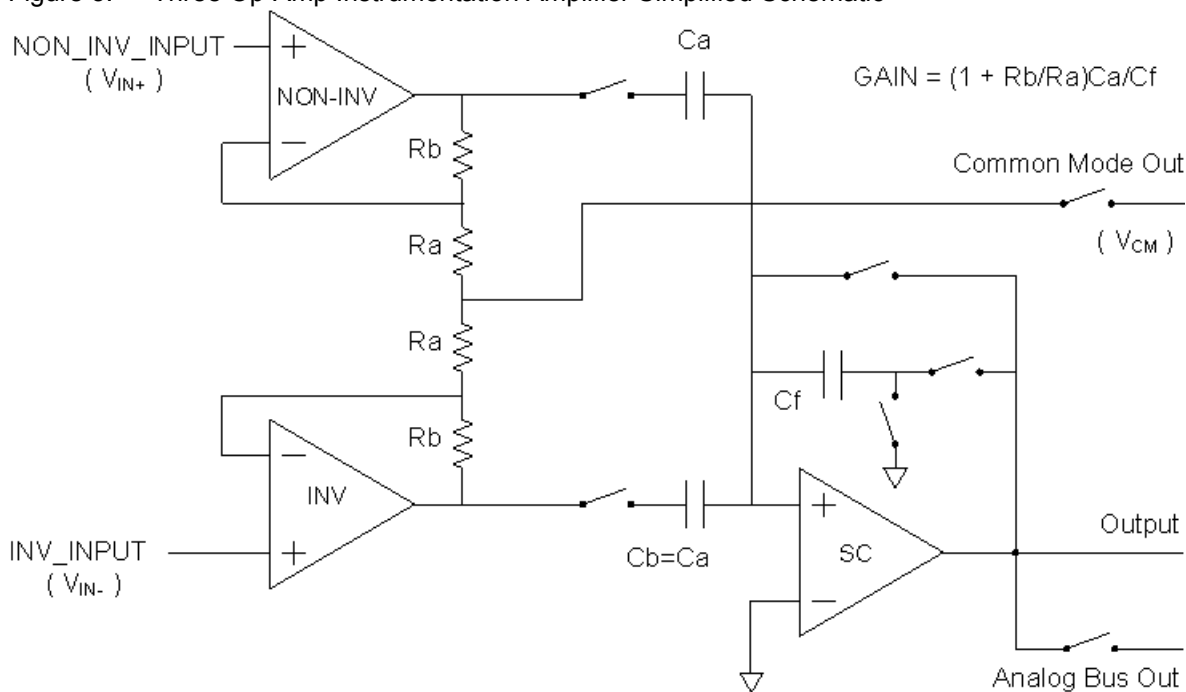 Figure 3. Three Op Amp Instrumentation Amplifier Simplified Schematic
NON_INV_INPUT
( VIN+ )
+
NON-INV
−
Ca
GAIN = (1 + Rb/Ra)Ca/Cf
Rb
Common Mode Out
( VCM )
Ra
Ra
Cf
Rb
−
INV
+
INV_INPUT
( VIN- )
Cb=Ca
+
SC
−
Output
Analog Bus Out